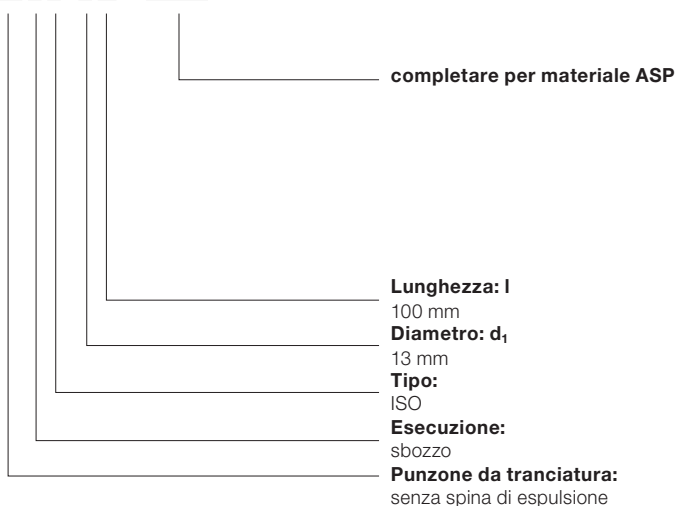 completare per materiale ASP
Lunghezza: l
100 mm
Diametro: d₁
13 mm
Tipo:
ISO
Esecuzione:
sbozzo
Punzone da tranciatura:
senza spina di espulsione